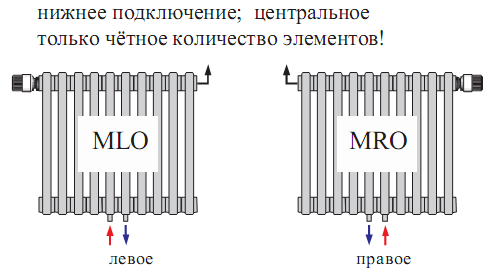 нижнее подключение; центральное
только чётное количество элементов!
MLO
MRO
левое
правое